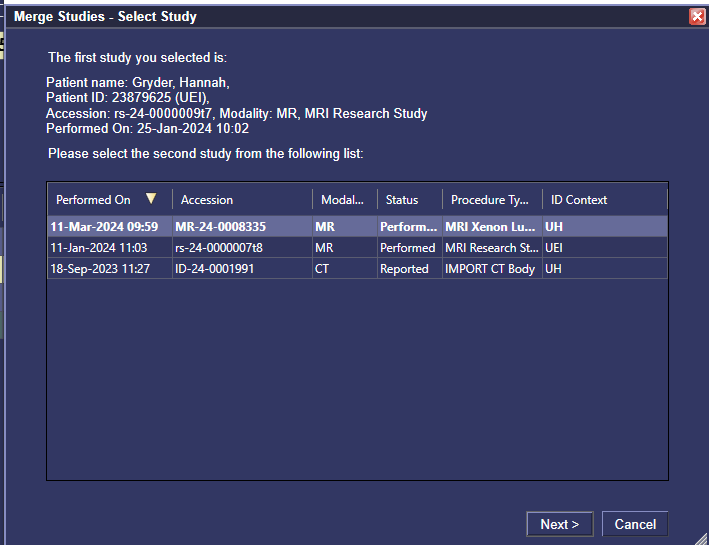 Merge Studies - Select Study
The first study you selected is:
Patient name: Gryder, Hannah,
Patient ID: 23879625 (UEI),
Accession: rs-24-0000009t7, Modality: MR, MRI Research Study
Performed On: 25-Jan-2024 10:02
Please select the second study from the following list:
Performed On Accession Modal... Status Procedure Ty... ID Context
11-Mar-2024 09:59 MR-24-0008335 MR Perform... MRI Xenon Lu... UH
11-Jan-2024 11:03 rs-24-0000007t8 MR Performed MRI Research St... UEI
18-Sep-2023 11:27 ID-24-0001991 CT Reported IMPORT CT Body UH
Next > Cancel